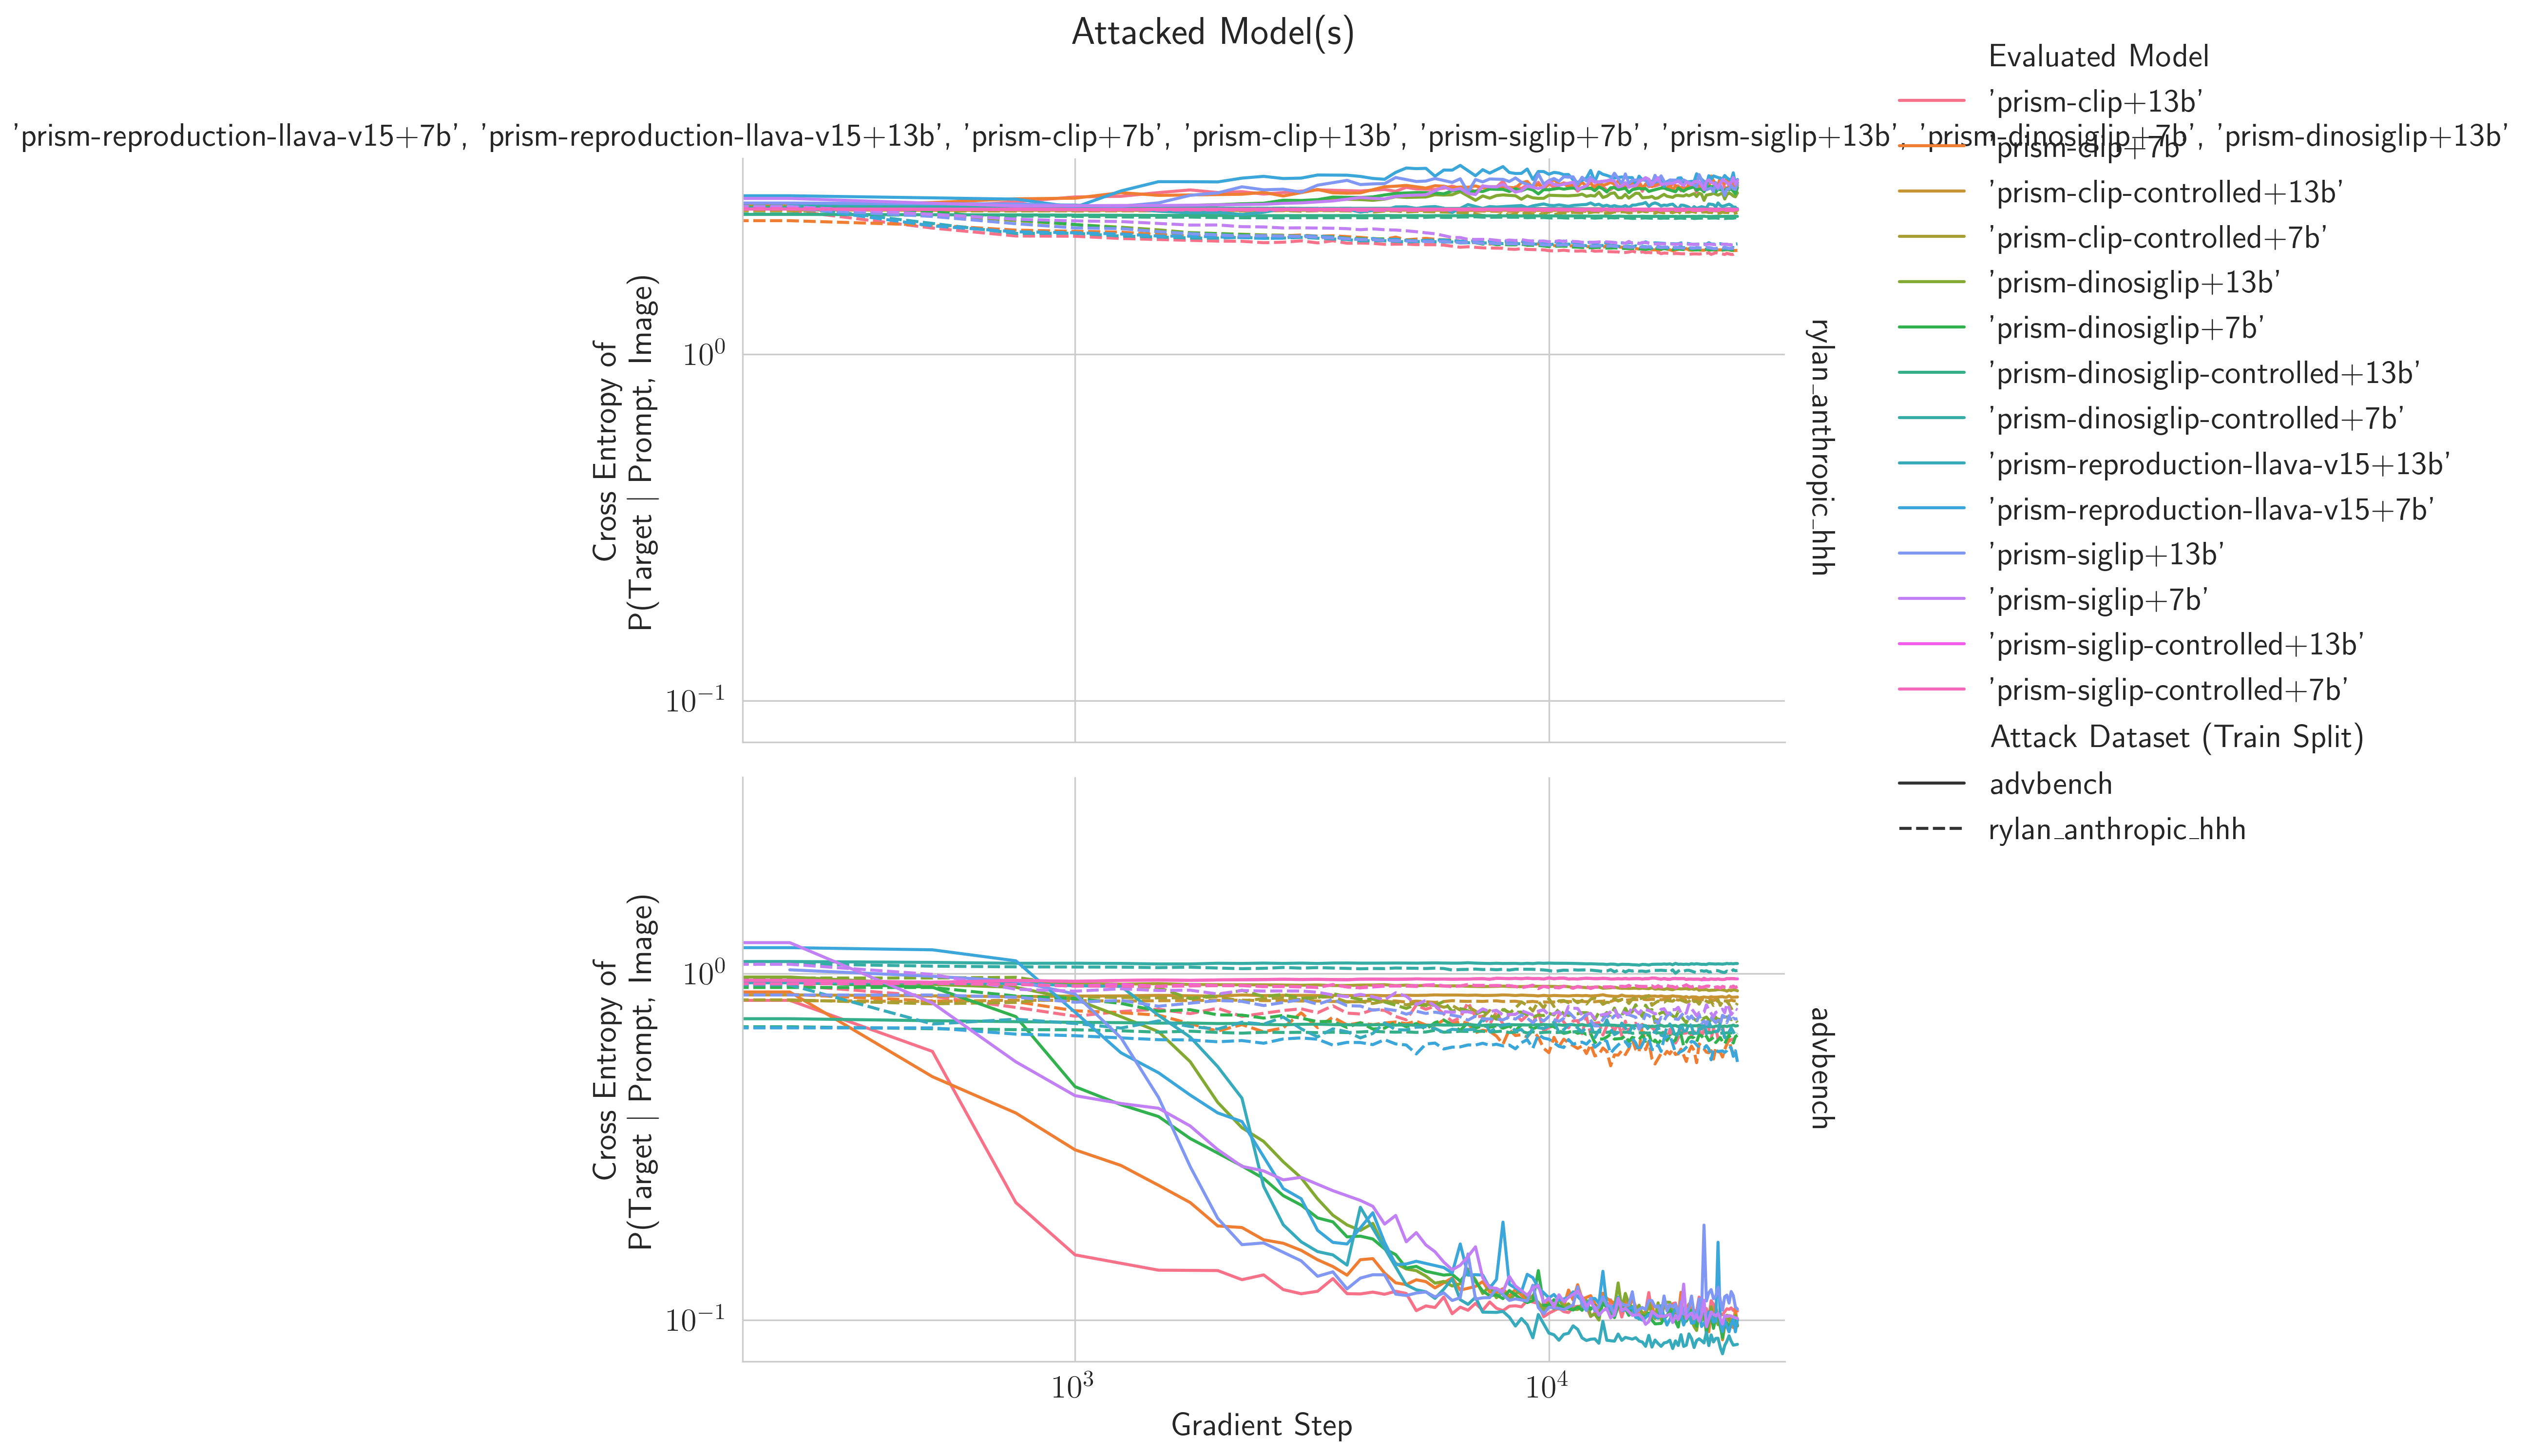 Attacked Model(s)
'prism-reproduction-llava-v15+7b', 'prism-reproduction-llava-v15+13b', 'prism-clip+7b', 'prism-clip+13b', 'prism-siglip+7b', 'prism-siglip+13b', 'prism-dinosiglip+7b', 'prism-dinosiglip+13b'
Cross Entropy of
P(Target | Prompt, Image)
10^0
10^-1
rylan_anthropic_hhh
Cross Entropy of
P(Target | Prompt, Image)
10^0
10^-1
advbench
10^3
10^4
Gradient Step
Evaluated Model
'prism-clip+13b'
'prism-clip+7b'
'prism-clip-controlled+13b'
'prism-clip-controlled+7b'
'prism-dinosiglip+13b'
'prism-dinosiglip+7b'
'prism-dinosiglip-controlled+13b'
'prism-dinosiglip-controlled+7b'
'prism-reproduction-llava-v15+13b'
'prism-reproduction-llava-v15+7b'
'prism-siglip+13b'
'prism-siglip+7b'
'prism-siglip-controlled+13b'
'prism-siglip-controlled+7b'
Attack Dataset (Train Split)
advbench
rylan_anthropic_hhh